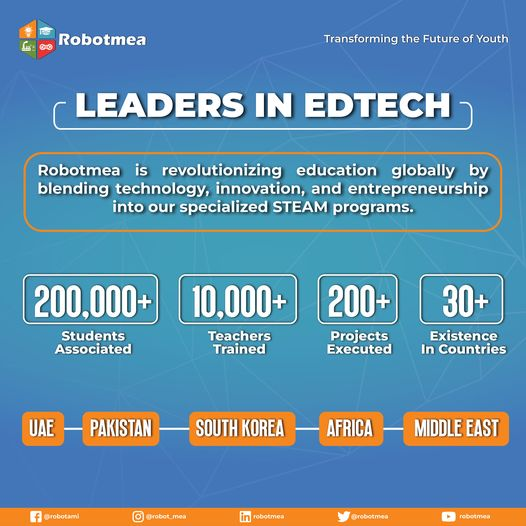 Robotmea
Transforming the Future of Youth
LEADERS IN EDTECH
Robotmea is revolutionizing education globally by
blending technology, innovation, and entrepreneurship
into our specialized STEAM programs.
200,000+
Students
Associated
10,000+
Teachers
Trained
200+
Projects
Executed
30+
Existence
In Countries
UAE
PAKISTAN
SOUTH KOREA
AFRICA
MIDDLE EAST
@robotami
@robot_mea
robotmea
@robotmea
robotmea